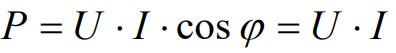 P = U · I · cos φ = U · I